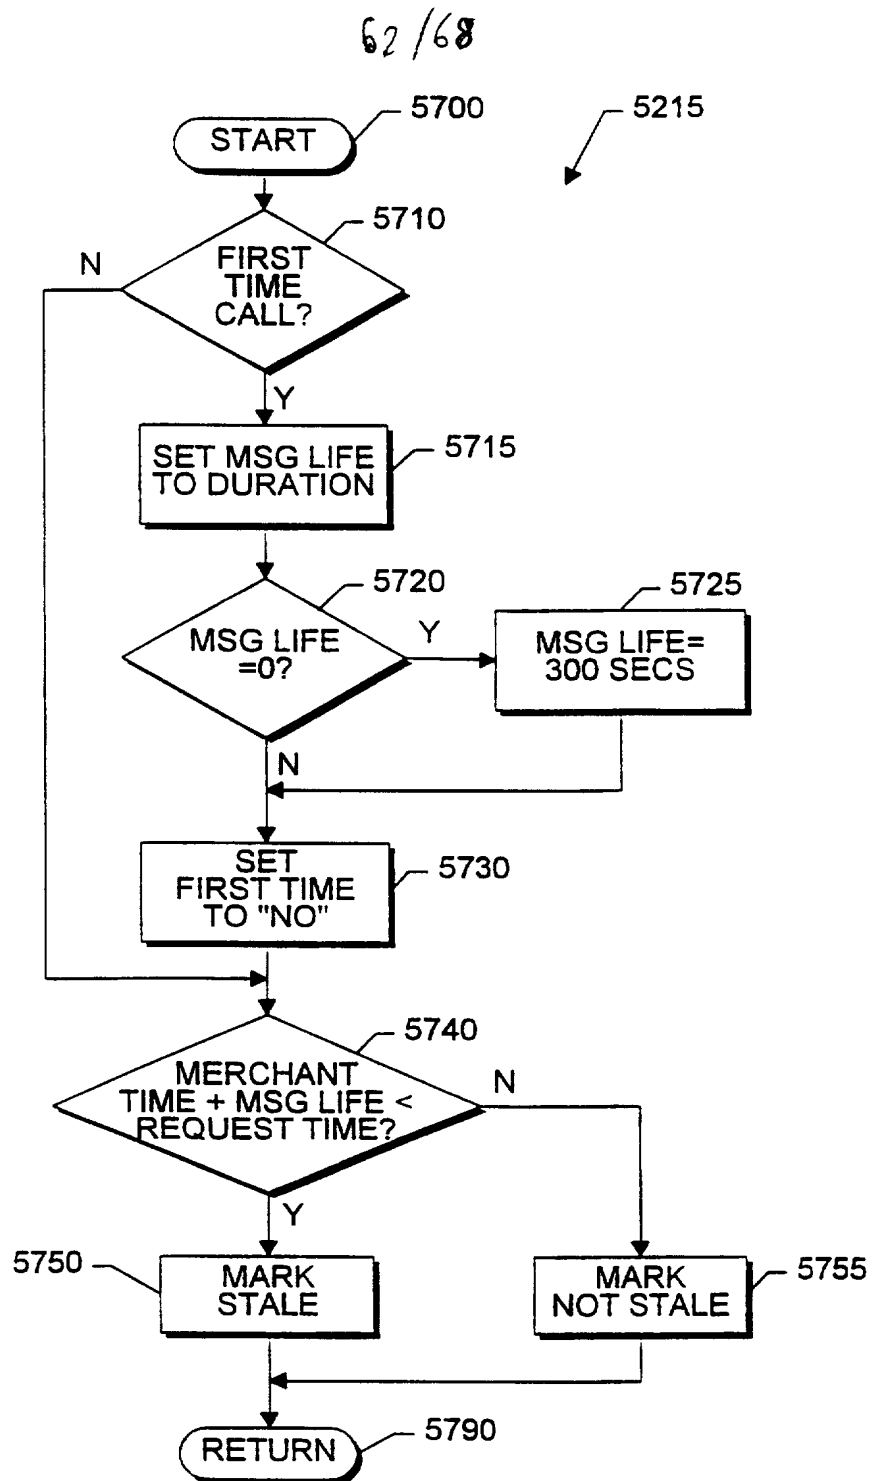 62/68
5700
5215
START
5710
N
FIRST
TIME
CALL?
Y
5715
SET MSG LIFE
TO DURATION
5720
5725
MSG LIFE
=0?
Y
MSG LIFE=
300 SECS
N
SET
FIRST TIME
TO "NO"
5730
5740
MERCHANT
TIME + MSG LIFE <
REQUEST TIME?
N
Y
5750
MARK
STALE
5755
MARK
NOT STALE
RETURN
5790